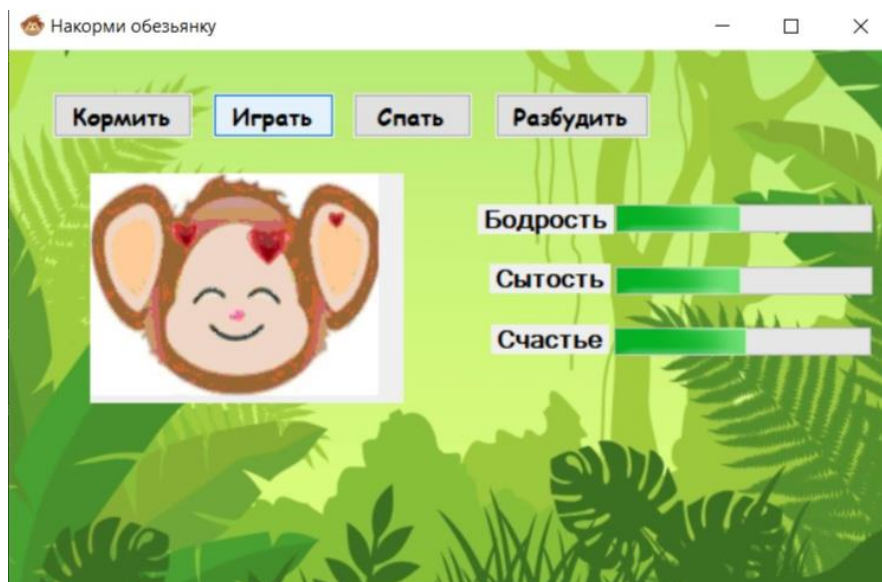 Накорми обезьянку
Кормить Играть Спать Разбудить
Бодрость
Сытость
Счастье